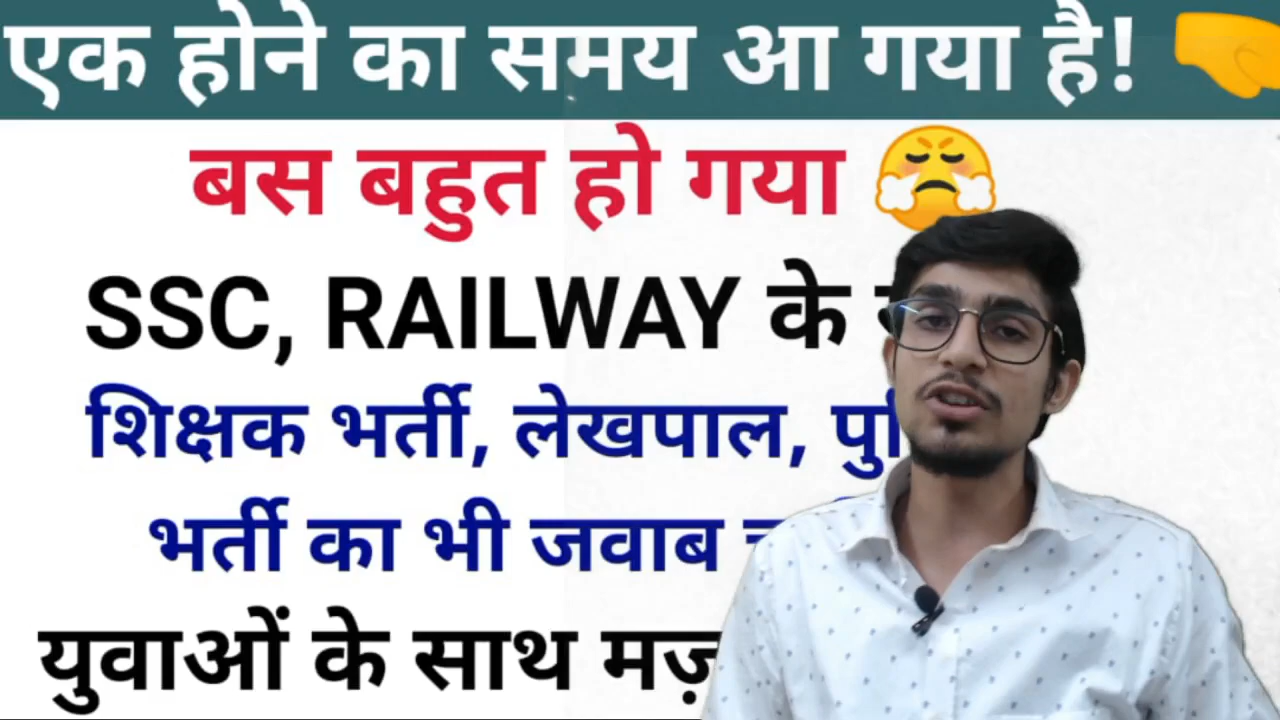 एक होने का समय आ गया है!
बस बहुत हो गया
SSC, RAILWAY के
शिक्षक भर्ती, लेखपाल,
भर्ती का भी जवाब
युवाओं के साथ